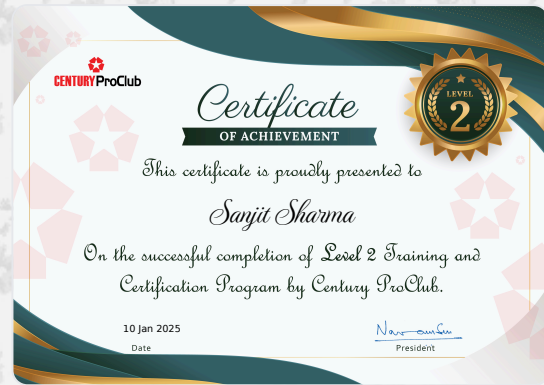 CENTURY ProClub
LEVEL
2
Certificate
OF ACHIEVEMENT
This certificate is proudly presented to
Sanjit Sharma
On the successful completion of Level 2 Training and
Certification Program by Century ProClub.
10 Jan 2025
Date
President